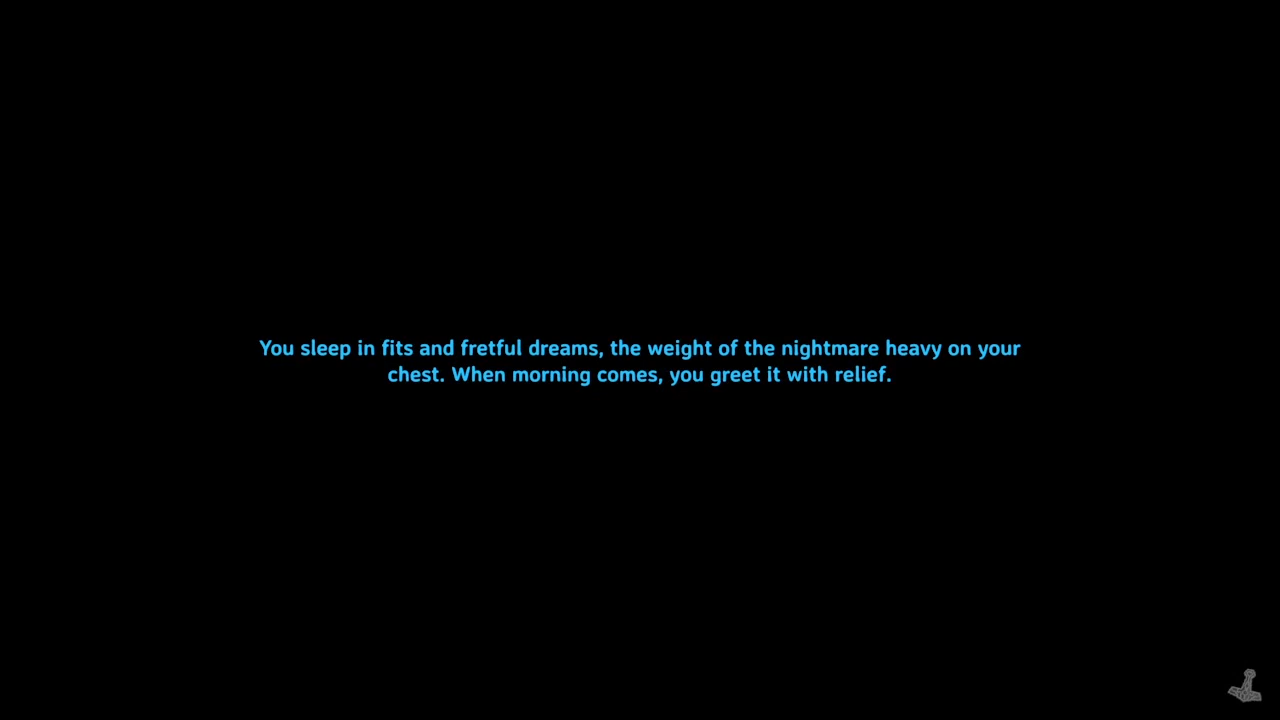 You sleep in fits and fretful dreams, the weight of the nightmare heavy on your
chest. When morning comes, you greet it with relief.